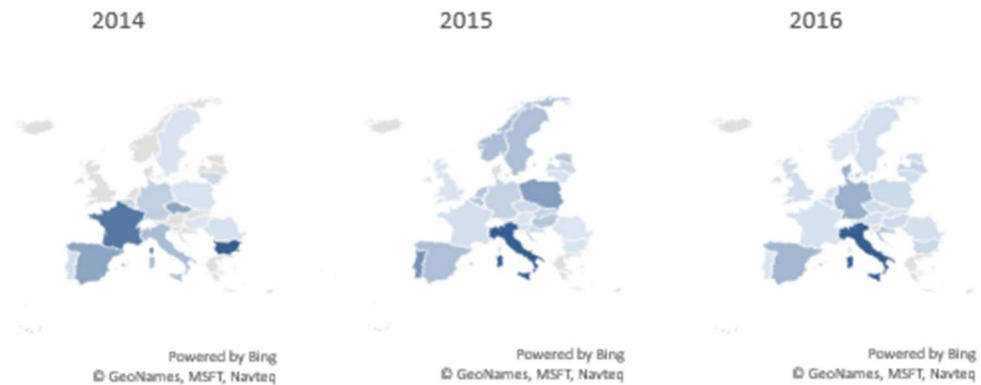 2014
2015
2016
Powered by Bing
© GeoNames, MSFT, Navteq
Powered by Bing
© GeoNames, MSFT, Navteq
Powered by Bing
© GeoNames, MSFT, Navteq